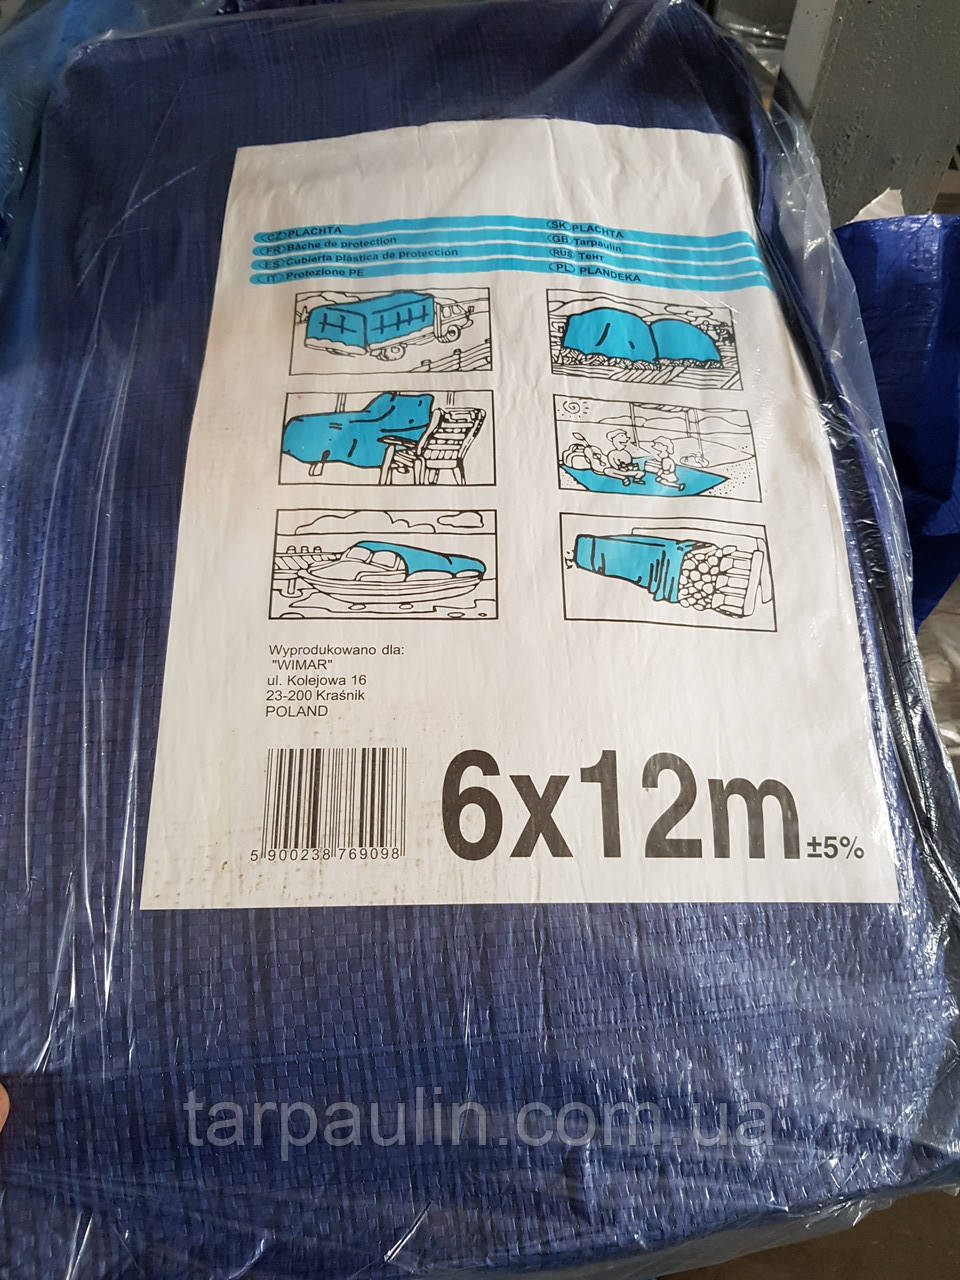 CZ PLACHTA
FR Bâche de protection
ES Cubierta plástica de protección
IT Protezione PE
SK PLACHTA
GB Tarpaulin
RUS Тент
PL PLANDEKA
Wyprodukowano dla:
"WIMAR"
ul. Kolejowa 16
23-200 Kraśnik
POLAND
5 900238 769098
6x12m ±5%
tarpaulin.com.ua